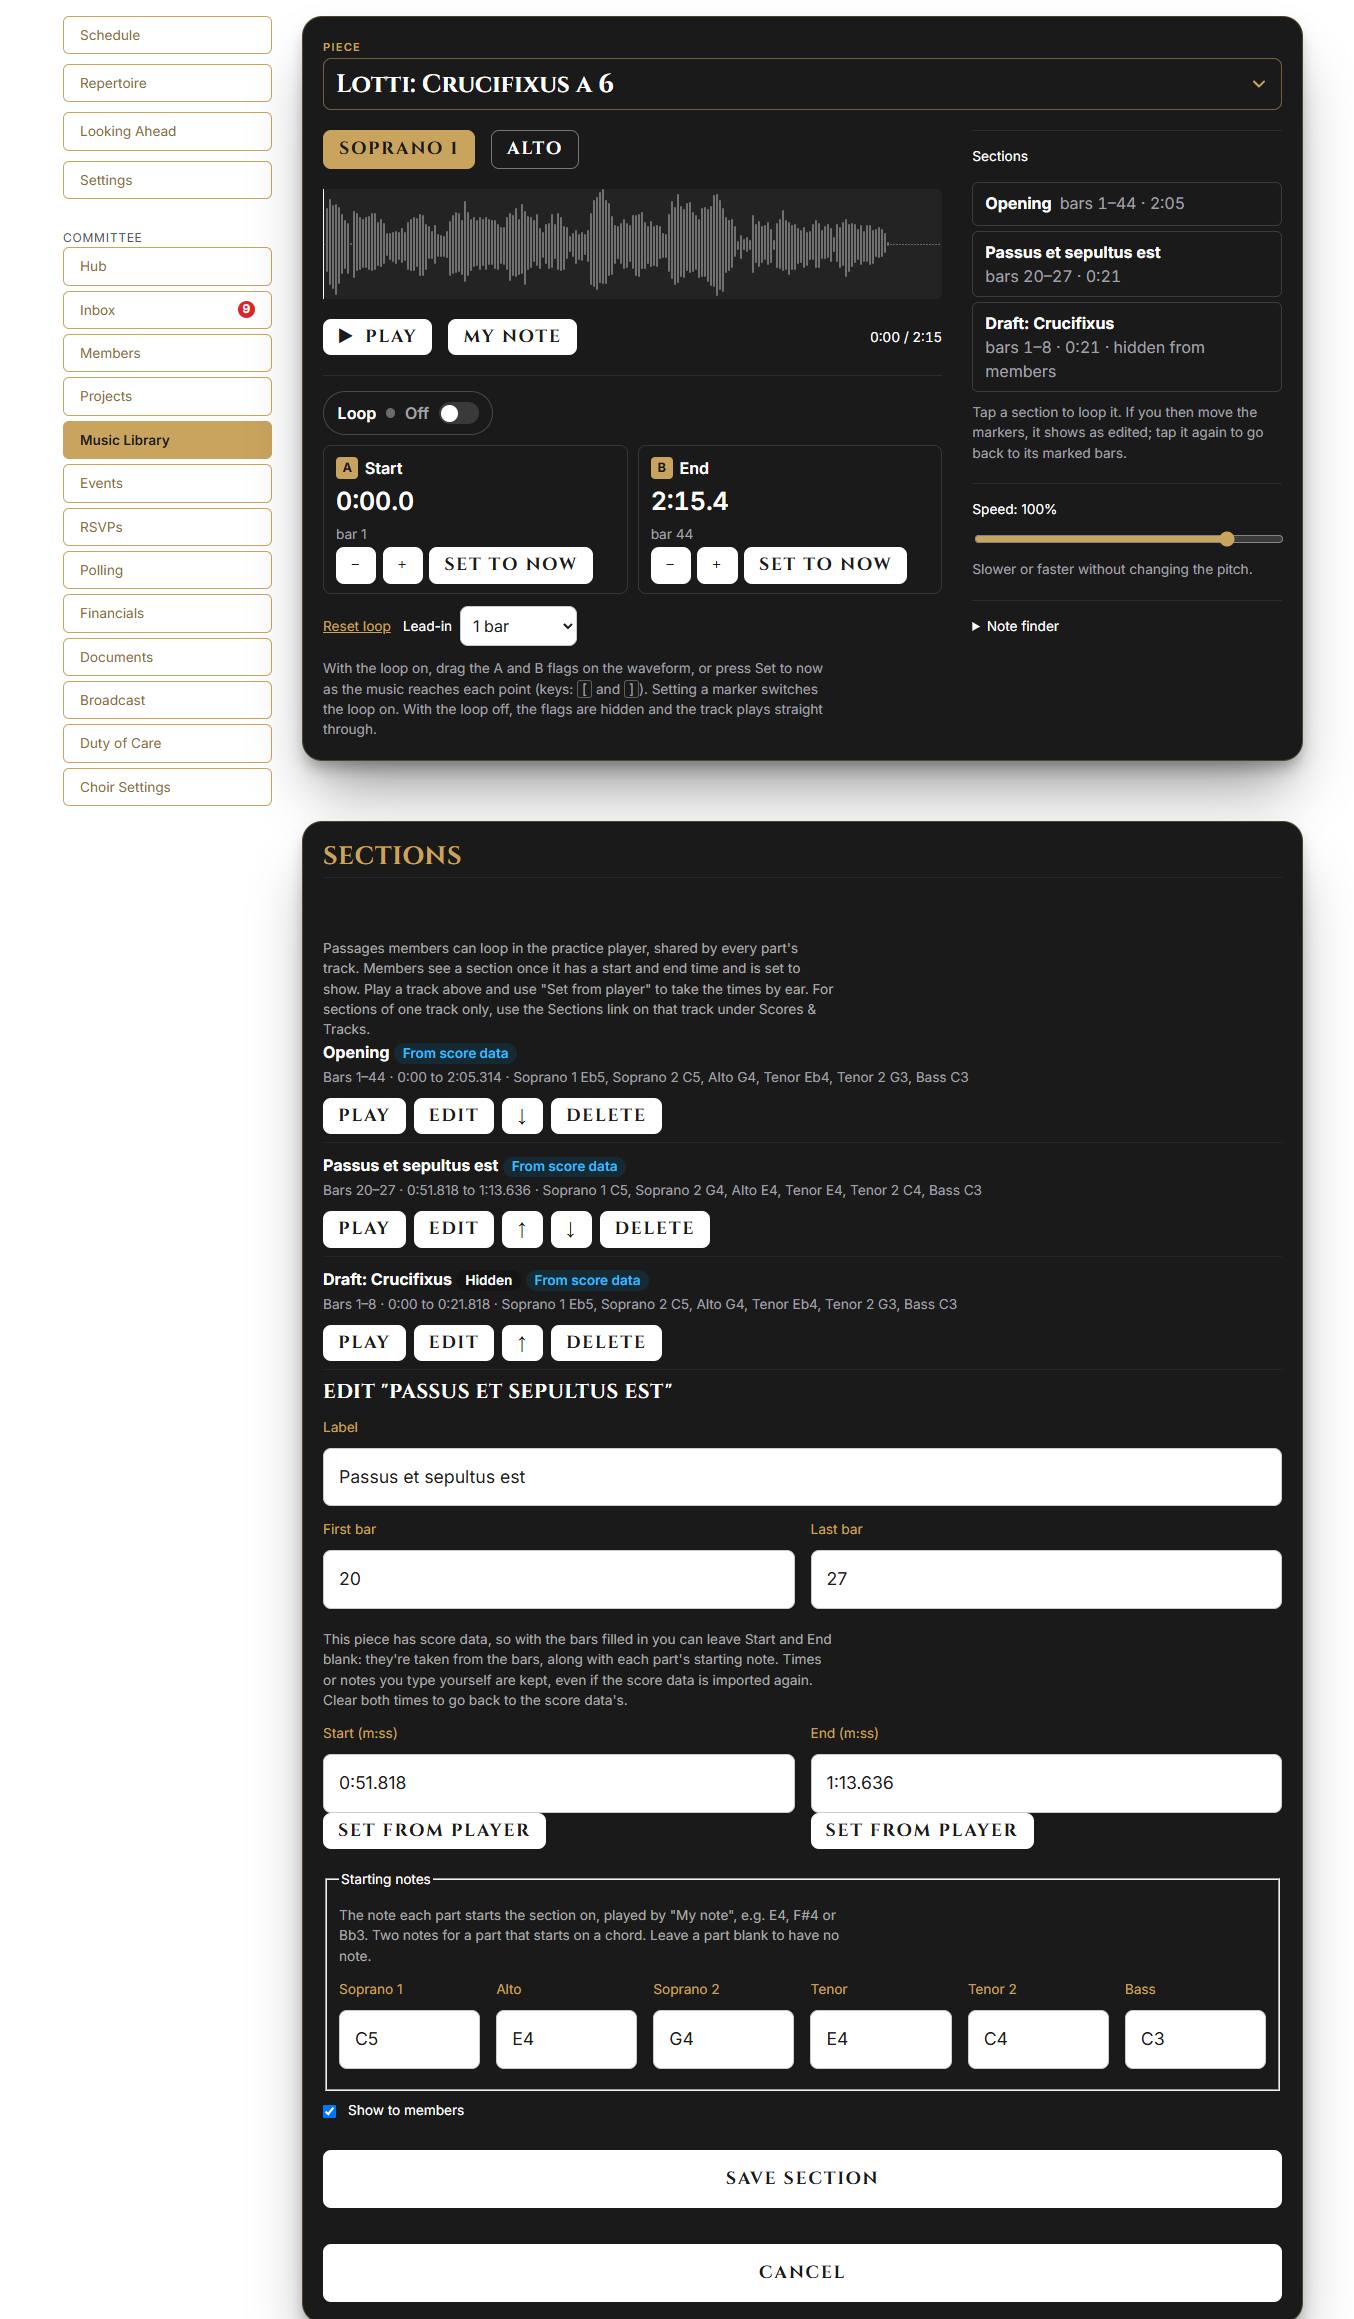 Schedule
Repertoire
Looking Ahead
Settings
COMMITTEE
Hub
Inbox 9
Members
Projects
Music Library
Events
RSVPs
Polling
Financials
Documents
Broadcast
Duty of Care
Choir Settings
PIECE
Lotti: Crucifixus a 6
SOPRANO 1 ALTO
PLAY MY NOTE 0:00 / 2:15
Loop Off
A Start
0:00.0
bar 1
− + SET TO NOW
B End
2:15.4
bar 44
− + SET TO NOW
Reset loop Lead-in 1 bar
With the loop on, drag the A and B flags on the waveform, or press Set to now
as the music reaches each point (keys: [ and ]). Setting a marker switches
the loop on. With the loop off, the flags are hidden and the track plays straight
through.
Sections
Opening bars 1–44 · 2:05
Passus et sepultus est
bars 20–27 · 0:21
Draft: Crucifixus
bars 1–8 · 0:21 · hidden from
members
Tap a section to loop it. If you then move the
markers, it shows as edited; tap it again to go
back to its marked bars.
Speed: 100%
Slower or faster without changing the pitch.
Note finder
SECTIONS
Passages members can loop in the practice player, shared by every part's
track. Members see a section once it has a start and end time and is set to
show. Play a track above and use "Set from player" to take the times by ear. For
sections of one track only, use the Sections link on that track under Scores &
Tracks.
Opening From score data
Bars 1–44 · 0:00 to 2:05.314 · Soprano 1 Eb5, Soprano 2 C5, Alto G4, Tenor Eb4, Tenor 2 G3, Bass C3
PLAY EDIT ↓ DELETE
Passus et sepultus est From score data
Bars 20–27 · 0:51.818 to 1:13.636 · Soprano 1 C5, Soprano 2 G4, Alto E4, Tenor E4, Tenor 2 C4, Bass C3
PLAY EDIT ↑ ↓ DELETE
Draft: Crucifixus Hidden From score data
Bars 1–8 · 0:00 to 0:21.818 · Soprano 1 Eb5, Soprano 2 C5, Alto G4, Tenor Eb4, Tenor 2 G3, Bass C3
PLAY EDIT ↑ DELETE
EDIT "PASSUS ET SEPULTUS EST"
Label
Passus et sepultus est
First bar Last bar
20 27
This piece has score data, so with the bars filled in you can leave Start and End
blank: they're taken from the bars, along with each part's starting note. Times
or notes you type yourself are kept, even if the score data is imported again.
Clear both times to go back to the score data's.
Start (m:ss) End (m:ss)
0:51.818 1:13.636
SET FROM PLAYER SET FROM PLAYER
Starting notes
The note each part starts the section on, played by "My note", e.g. E4, F#4 or
Bb3. Two notes for a part that starts on a chord. Leave a part blank to have no
note.
Soprano 1 Alto Soprano 2 Tenor Tenor 2 Bass
C5 E4 G4 E4 C4 C3
Show to members
SAVE SECTION
CANCEL